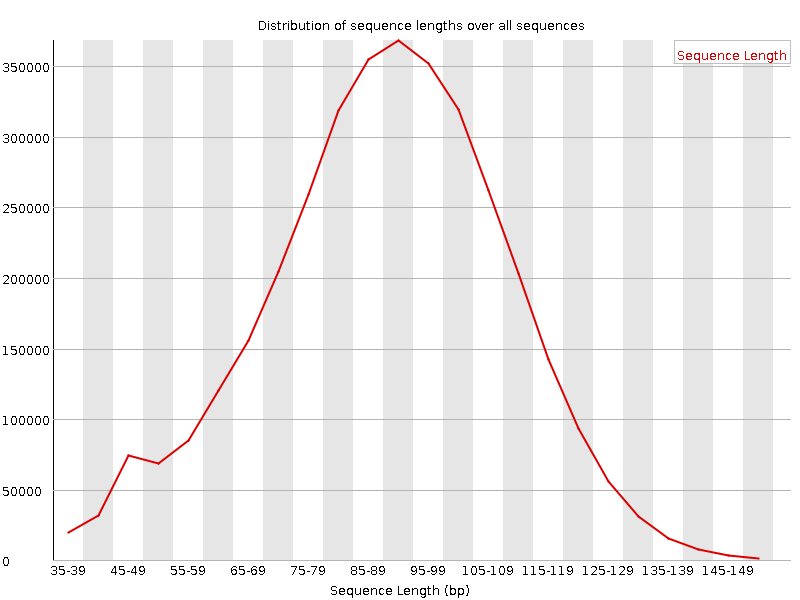 Distribution of sequence lengths over all sequences
Sequence Length
350000
300000
250000
200000
150000
100000
50000
0
35-39 45-49 55-59 65-69 75-79 85-89 95-99 105-109 115-119 125-129 135-139 145-149
Sequence Length (bp)